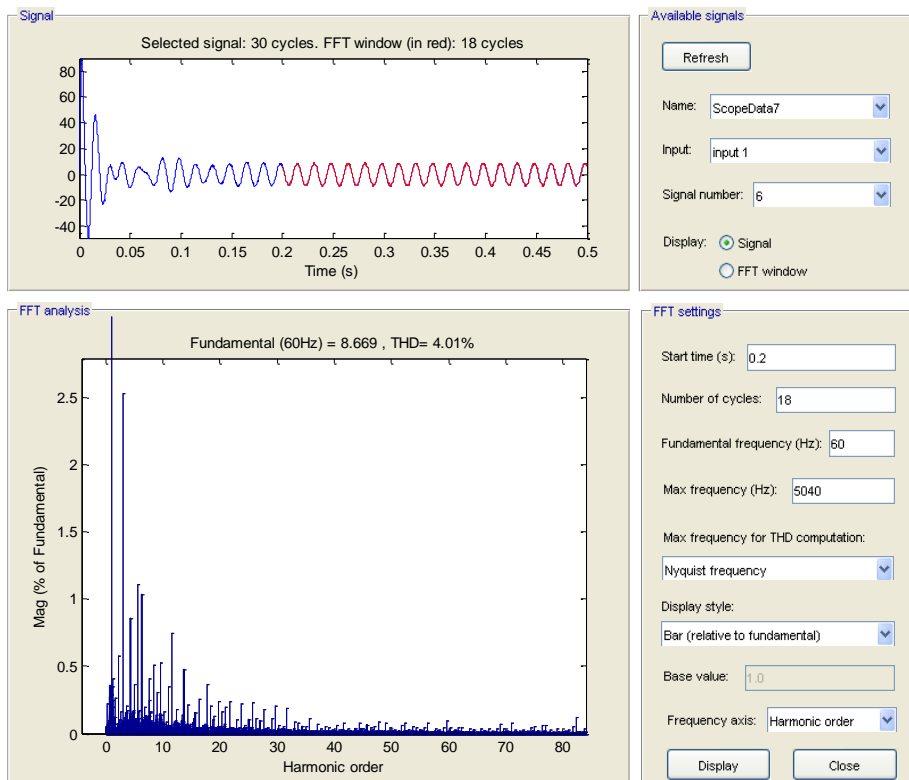 Signal
Selected signal: 30 cycles. FFT window (in red): 18 cycles
80
60
40
20
0
-20
-40
0 0.05 0.1 0.15 0.2 0.25 0.3 0.35 0.4 0.45 0.5
Time (s)
Available signals
Refresh
Name: ScopeData7
Input: input 1
Signal number: 6
Display: Signal
FFT window
FFT analysis
Fundamental (60Hz) = 8.669 , THD= 4.01%
2.5
2
1.5
1
0.5
0
Mag (% of Fundamental)
0 10 20 30 40 50 60 70 80
Harmonic order
FFT settings
Start time (s): 0.2
Number of cycles: 18
Fundamental frequency (Hz): 60
Max frequency (Hz): 5040
Max frequency for THD computation:
Nyquist frequency
Display style:
Bar (relative to fundamental)
Base value: 1.0
Frequency axis: Harmonic order
Display Close